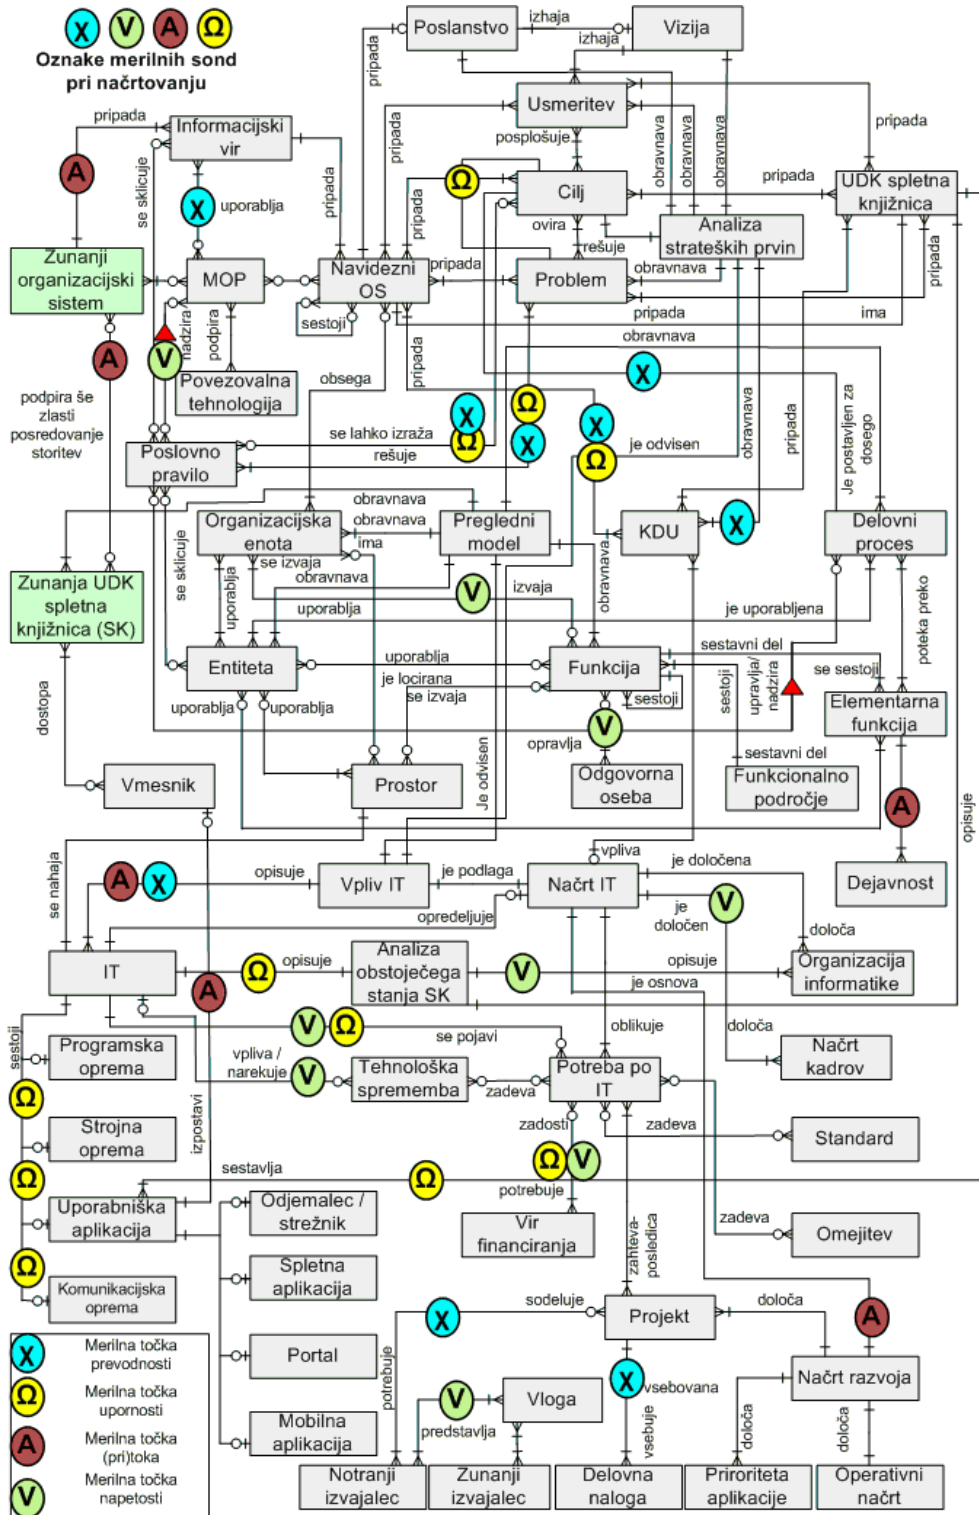 χ V A Ω
Oznake merilnih sond
pri načrtovanju
Poslanstvo
izhaja
Vizija
izhaja
pripada
Usmeritev
posplošuje
pripada
Informacijski
vir
pripada
A
se sklicuje
χ
uporablja
pripada
pripada
pripada
Ω
Cilj
ovira
rešuje
obravnava
obravnava
obravnava
pripada
UDK spletna
knjižnica
Analiza
strateških prvin
Zunanji
organizacijski
sistem
MOP
Navidezni
OS
pripada
Problem
obravnava
pripada
pripada
ima
sestoji
nadzira
podpira
A
V
Povezovalna
tehnologija
obsega
pripada
obravnava
χ
podpira še
zlasti
posredovanje
storitev
Poslovno
pravilo
se lahko izraža
rešuje
χ
Ω
Ω
χ
χ
Ω
je odvisen
obravnava
pripada
Je postavljen za
dosego
obravnava
Organizacijska
enota
obravnava
ima
Pregledni
model
KDU
χ
Delovni
proces
se izvaja
obravnava
V
izvaja
obravnava
Zunanja UDK
spletna
knjižnica (SK)
se sklicuje
uporablja
uporablja
je uporabljena
poteka preko
Entiteta
uporablja
je locirana
se izvaja
Funkcija
sestavni del
sestoji
sestoji
upravlja/
nadzira
se sestoji
Elementarna
funkcija
uporablja
uporablja
V
opravlja
sestavni del
dostopa
Vmesnik
Prostor
Je odvisen
Odgovorna
oseba
Funkcionalno
področje
A
opisuje
vpliva
se nahaja
A
χ
opisuje
Vpliv IT
je podlaga
Načrt IT
je določena
je
določen
V
Dejavnost
opredeljuje
določa
IT
Ω
opisuje
Analiza
obstoječega
stanja SK
V
opisuje
Organizacija
informatike
A
je osnova
sestoji
Programska
oprema
V
Ω
se pojavi
oblikuje
določa
Načrt
kadrov
vpliva /
narekuje
V
Tehnološka
sprememba
zadeva
Potreba po
IT
Ω
Strojna
oprema
izpostavi
zadosti
zadeva
Standard
Ω
V
Ω
sestavlja
Ω
potrebuje
Uporabniška
aplikacija
Odjemalec /
strežnik
Vir
financiranja
zadeva
Omejitev
zahteva-
posledica
Ω
Spletna
aplikacija
Komunikacijska
oprema
χ
sodeluje
Projekt
določa
A
χ
Merilna točka
prevodnosti
Portal
potrebuje
χ
vsebovana
Načrt razvoja
Ω
Merilna točka
upornosti
V
predstavlja
Vloga
A
Merilna točka
(pri)toka
Mobilna
aplikacija
vsebuje
določa
določa
V
Merilna točka
napetosti
Notranji
izvajalec
Zunanji
izvajalec
Delovna
naloga
Priroriteta
aplikacije
Operativni
načrt